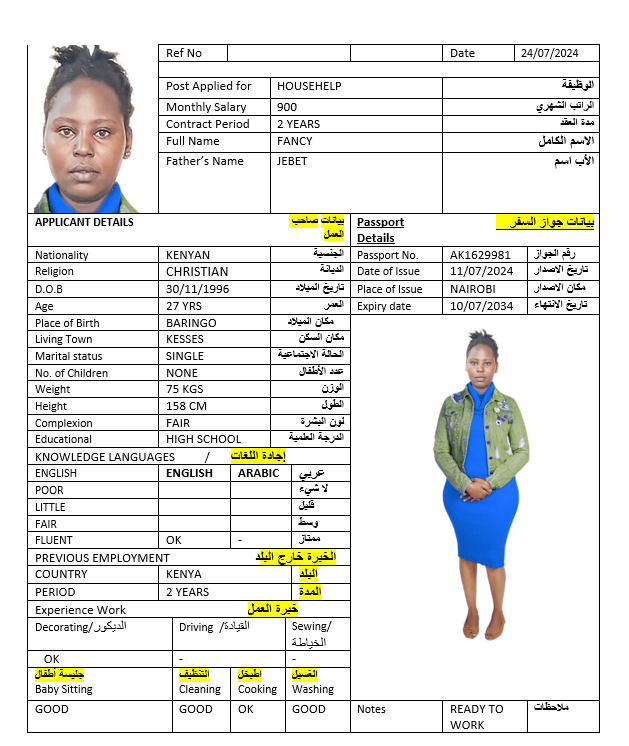 Ref No Date 24/07/2024
Post Applied for HOUSEHELP الوظيفة
Monthly Salary 900 الراتب الشهري
Contract Period 2 YEARS مدة العقد
Full Name FANCY الاسم الكامل
Father's Name JEBET الأب اسم
APPLICANT DETAILS بيانات صاحب العمل
Passport Details بيانات جواز السفر
Nationality KENYAN الجنسية
Passport No. AK1629981 رقم الجواز
Religion CHRISTIAN الديانة
Date of Issue 11/07/2024 تاريخ الاصدار
D.O.B 30/11/1996 تاريخ الميلاد
Place of Issue NAIROBI مكان الاصدار
Age 27 YRS العمر
Expiry date 10/07/2034 تاريخ الانتهاء
Place of Birth BARINGO مكان الميلاد
Living Town KESSES مكان السكن
Marital status SINGLE الحالة الاجتماعية
No. of Children NONE عدد الأطفال
Weight 75 KGS الوزن
Height 158 CM الطول
Complexion FAIR لون البشرة
Educational HIGH SCHOOL الدرجة العلمية
KNOWLEDGE LANGUAGES / إجادة اللغات
ENGLISH ENGLISH ARABIC عربي
POOR لا شيء
LITTLE قليل
FAIR وسط
FLUENT OK - ممتاز
PREVIOUS EMPLOYMENT الخبرة خارج البلد
COUNTRY KENYA البلد
PERIOD 2 YEARS المدة
Experience Work خبرة العمل
Decorating/الديكور Driving /القيادة Sewing/
الخياطة
OK - -
جليسة أطفال التنظيف اطبخل الغسيل
Baby Sitting Cleaning Cooking Washing
GOOD GOOD OK GOOD
Notes READY TO WORK ملاحظات